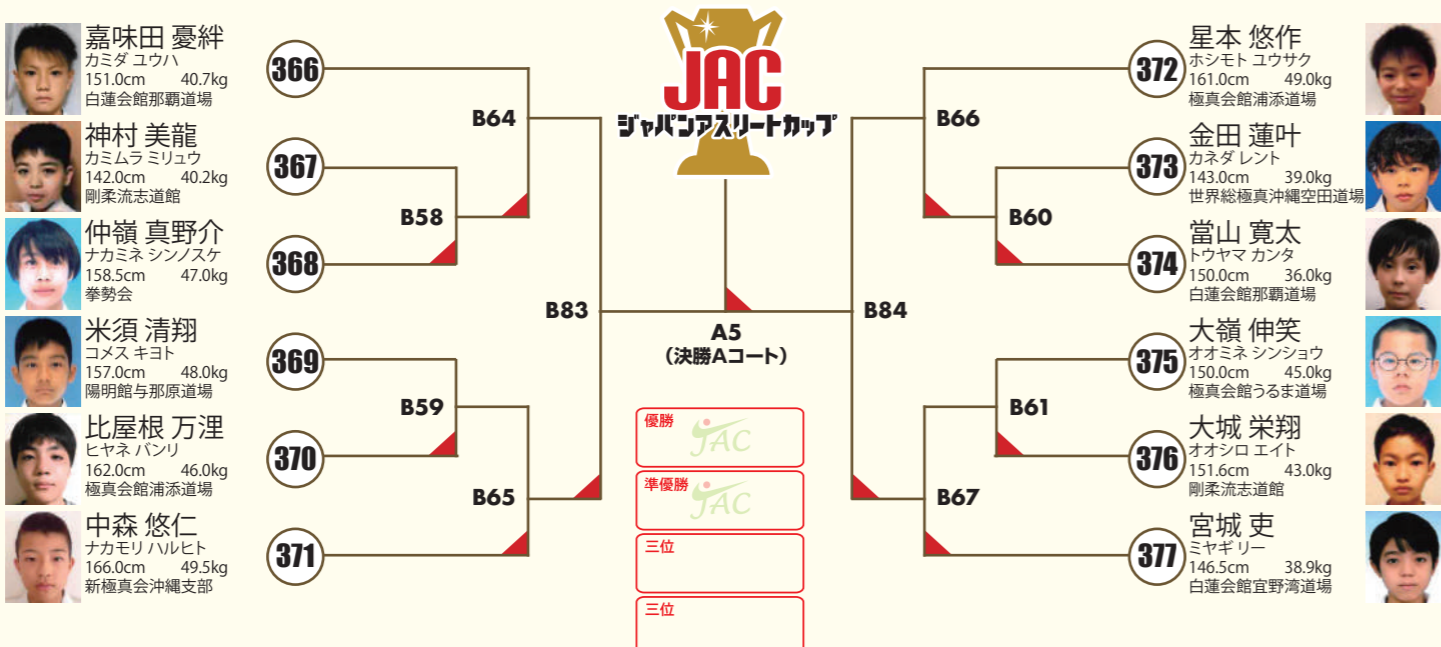 嘉味田 憂絆
カミダ ユウハ
151.0cm 40.7kg
白蓮会館那覇道場
366
神村 美龍
カミムラ ミリュウ
142.0cm 40.2kg
剛柔流志道館
367
仲嶺 真野介
ナカミネ シンノスケ
158.5cm 47.0kg
拳勢会
368
米須 清翔
コメス キヨト
157.0cm 48.0kg
陽明館与那原道場
369
比屋根 万浬
ヒヤネ バンリ
162.0cm 46.0kg
極真会館浦添道場
370
中森 悠仁
ナカモリ ハルヒト
166.0cm 49.5kg
新極真会沖縄支部
371
B64
B58
B83
B59
B65
JAC
ジャパンアスリートカップ
A5
(決勝Aコート)
優勝
JAC
準優勝
JAC
三位
三位
B66
B60
B84
B61
B67
372
星本 悠作
ホシモト ユウサク
161.0cm 49.0kg
極真会館浦添道場
373
金田 蓮叶
カネダ レント
143.0cm 39.0kg
世界総極真沖縄空田道場
374
當山 寛太
トウヤマ カンタ
150.0cm 36.0kg
白蓮会館那覇道場
375
大嶺 伸笑
オオミネ シンショウ
150.0cm 45.0kg
極真会館うるま道場
376
大城 栄翔
オオシロ エイト
151.6cm 43.0kg
剛柔流志道館
377
宮城 吏
ミヤギ リー
146.5cm 38.9kg
白蓮会館宜野湾道場